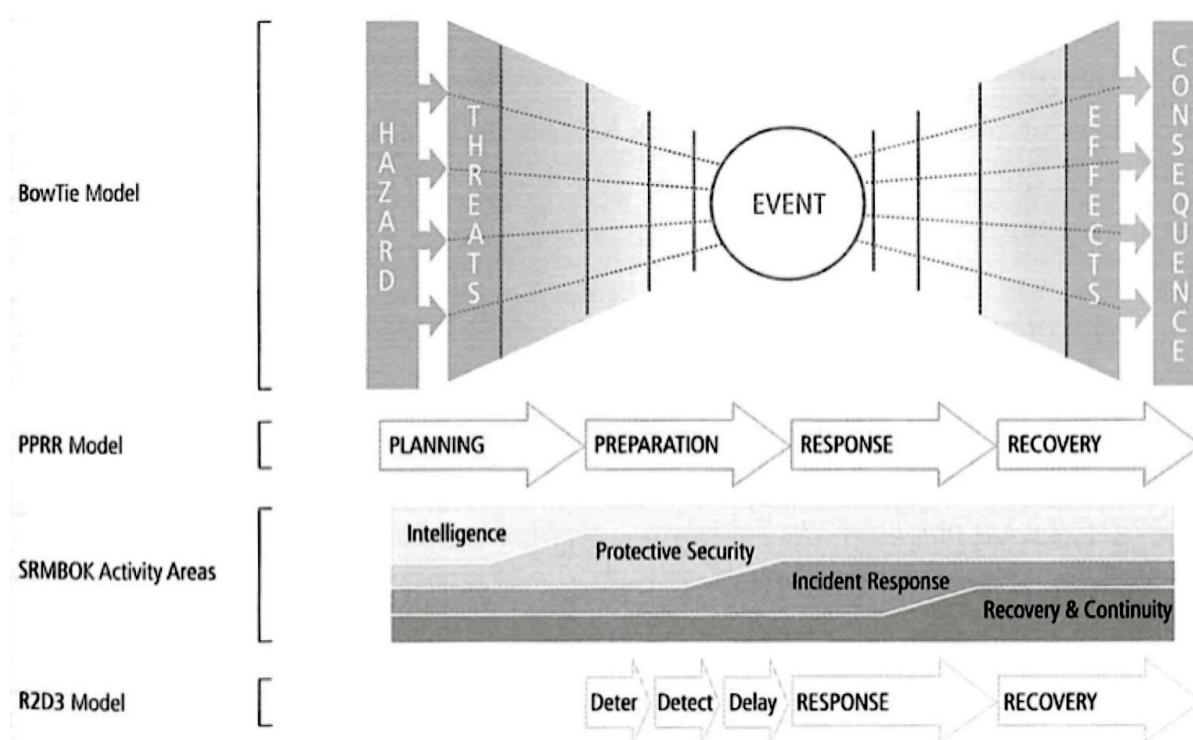 BowTie Model
HAZARD
THREATS
EVENT
EFFECTS
CONSEQUENCE
PPRR Model
PLANNING
PREPARATION
RESPONSE
RECOVERY
SRMBOK Activity Areas
Intelligence
Protective Security
Incident Response
Recovery & Continuity
R2D3 Model
Deter
Detect
Delay
RESPONSE
RECOVERY